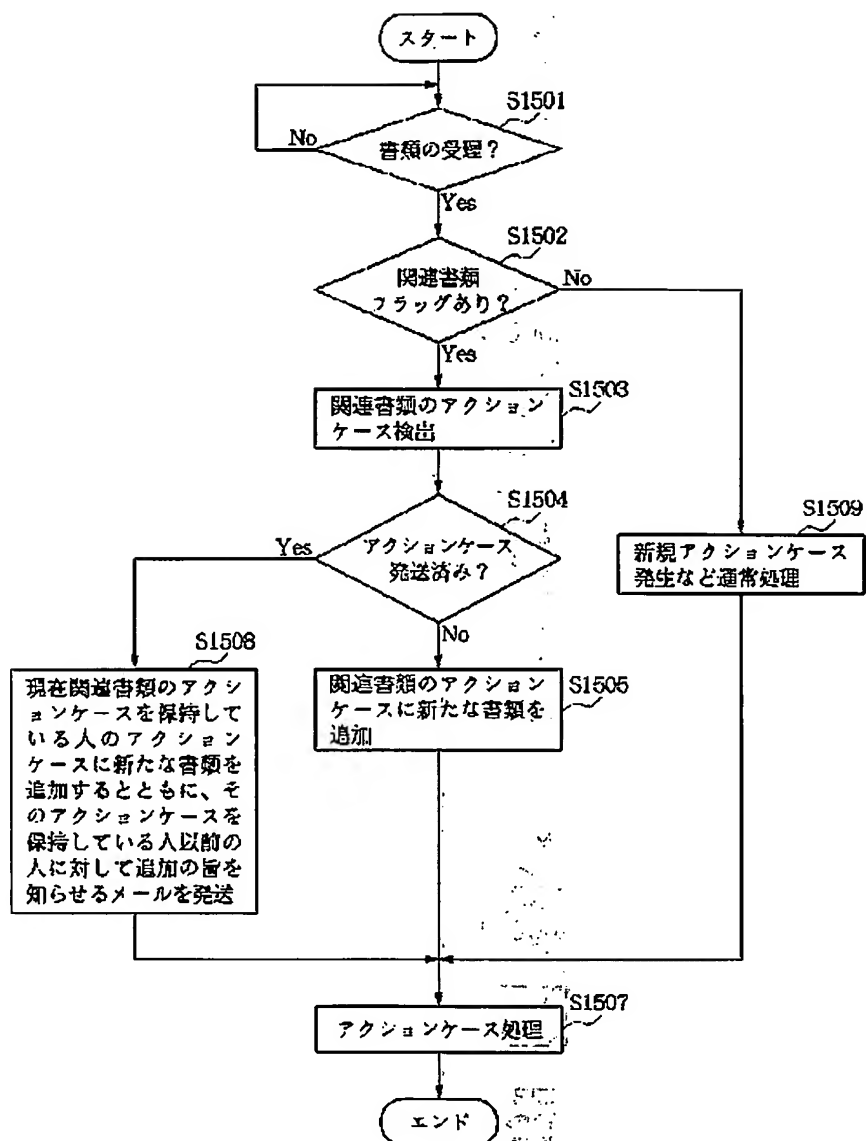 スタート
S1501
書類の受理?
No
Yes
S1502
関連書類
フラッグあり?
No
Yes
S1503
関連書類のアクション
ケース検出
S1504
アクションケース
発送済み?
Yes
No
S1509
新規アクションケース
発生など通常処理
S1508
現在関連書類のアクシ
ョンケースを保持して
いる人のアクション
ケースに新たな書類を
追加するとともに、そ
のアクションケースを
保持している人以前の
人に対して追加の旨を
知らせるメールを発送
S1505
関連書類のアクション
ケースに新たな書類を
追加
S1507
アクションケース処理
エンド